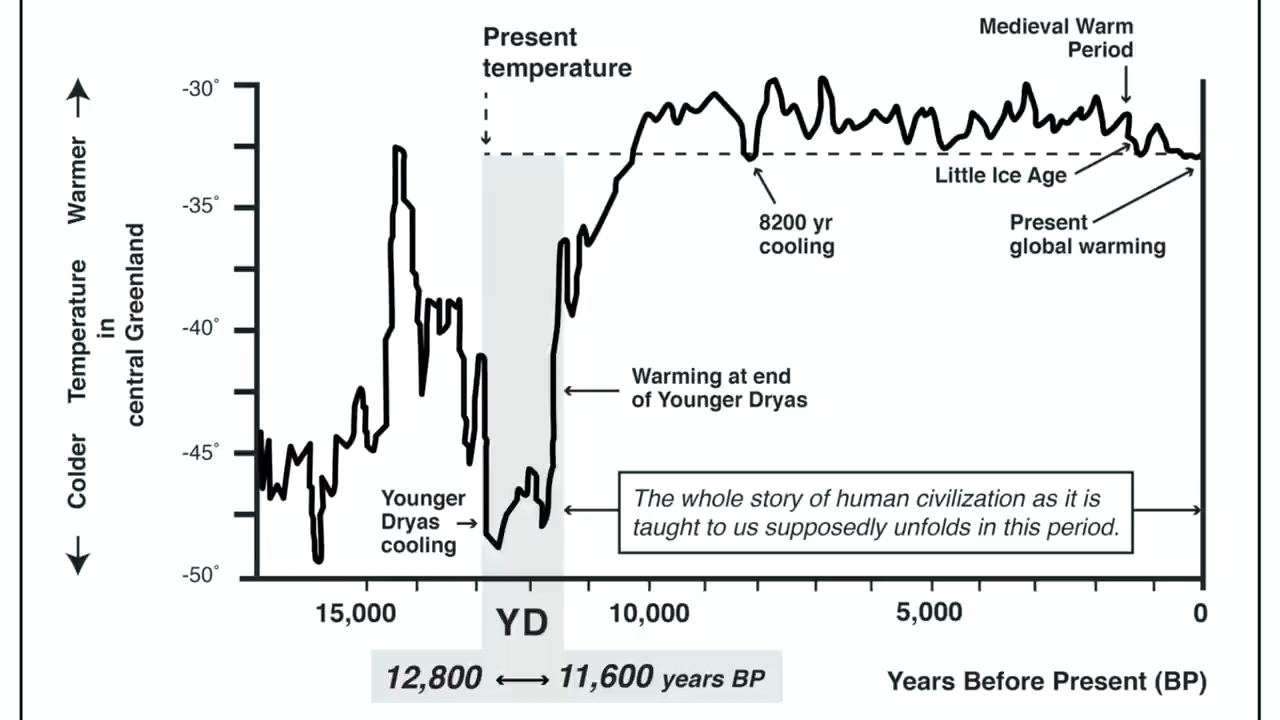 Present
temperature
Medieval Warm
Period
-30°
-35°
-40°
-45°
-50°
Colder Temperature Warmer
in
central Greenland
Little Ice Age
8200 yr
cooling
Present
global warming
Warming at end
of Younger Dryas
Younger
Dryas
cooling
The whole story of human civilization as it is
taught to us supposedly unfolds in this period.
15,000 YD 10,000 5,000 0
12,800 11,600 years BP
Years Before Present (BP)